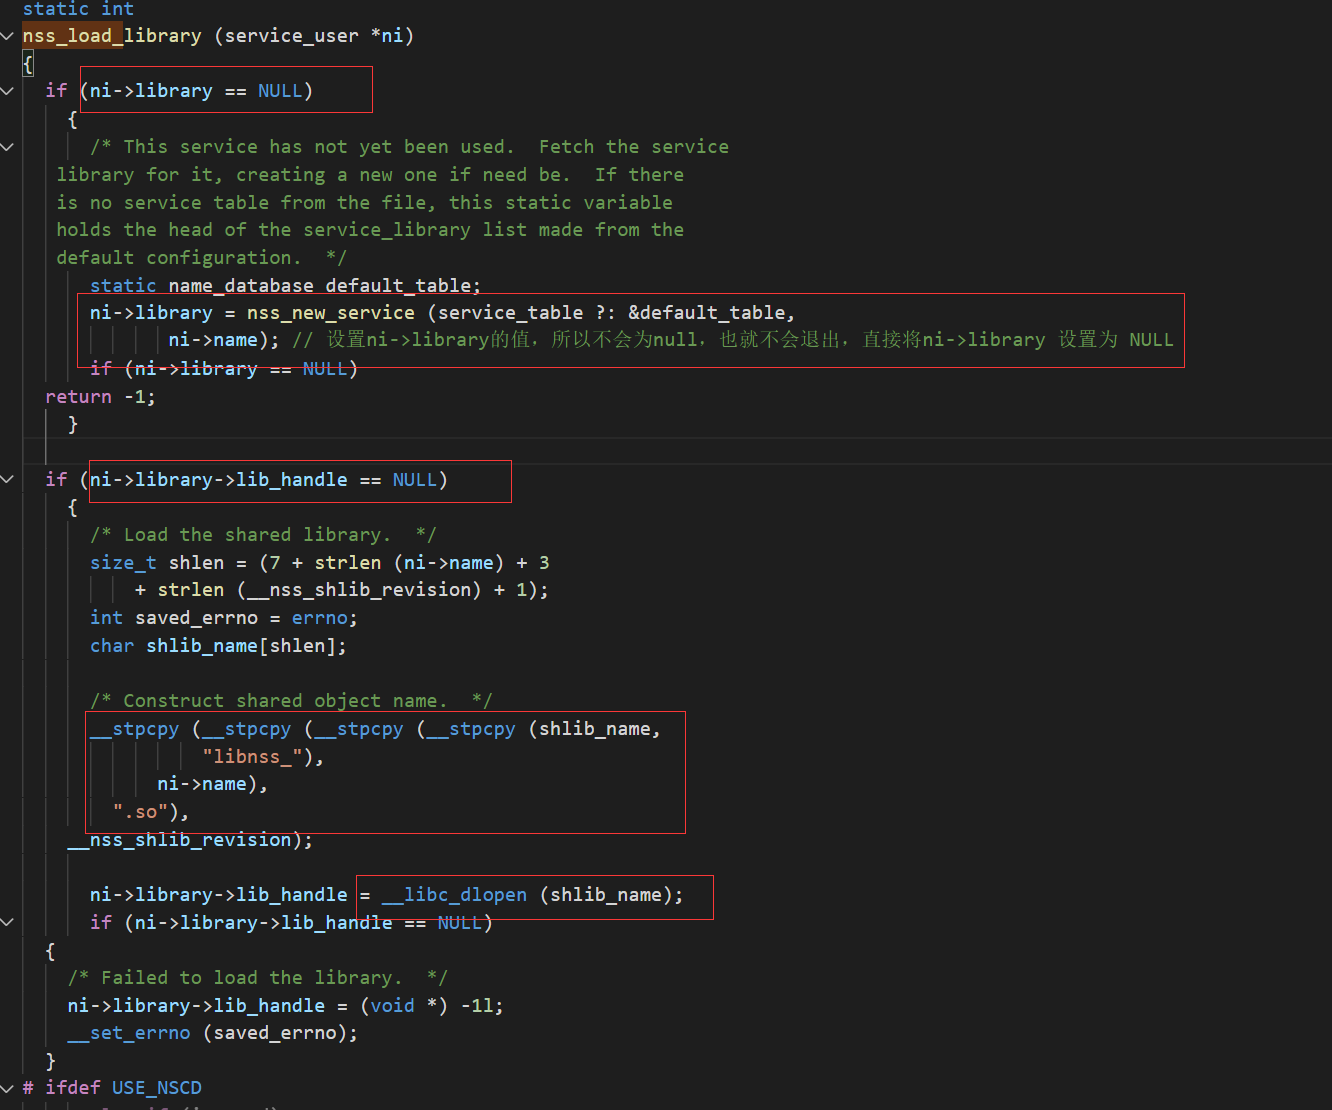 static int
nss_load_library (service_user *ni)
{
if (ni->library == NULL)
{
/* This service has not yet been used.  Fetch the service
library for it, creating a new one if need be.  If there
is no service table from the file, this static variable
holds the head of the service_library list made from the
default configuration.  */
static name_database default_table;
ni->library = nss_new_service (service_table ?: &default_table,
ni->name); // 设置ni->library的值，所以不会为null，也就不会退出，直接将ni->library 设置为 NULL
if (ni->library == NULL)
return -1;
}
if (ni->library->lib_handle == NULL)
{
/* Load the shared library.  */
size_t shlen = (7 + strlen (ni->name) + 3
+ strlen (__nss_shlib_revision) + 1);
int saved_errno = errno;
char shlib_name[shlen];
/* Construct shared object name.  */
__stpcpy (__stpcpy (__stpcpy (__stpcpy (shlib_name,
"libnss_"),
ni->name),
".so"),
__nss_shlib_revision);
ni->library->lib_handle = __libc_dlopen (shlib_name);
if (ni->library->lib_handle == NULL)
{
/* Failed to load the library.  */
ni->library->lib_handle = (void *) -1l;
__set_errno (saved_errno);
}
# ifdef USE_NSCD